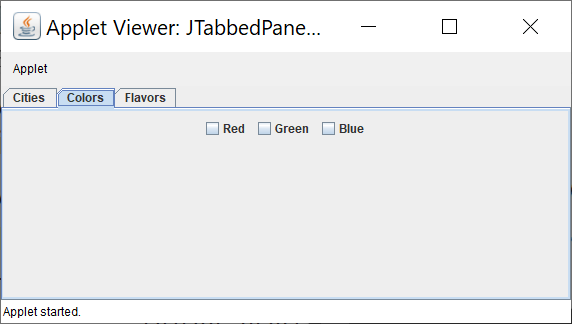 Applet Viewer: JTabbedPane...
Applet
Cities Colors Flavors
Red Green Blue
Applet started.